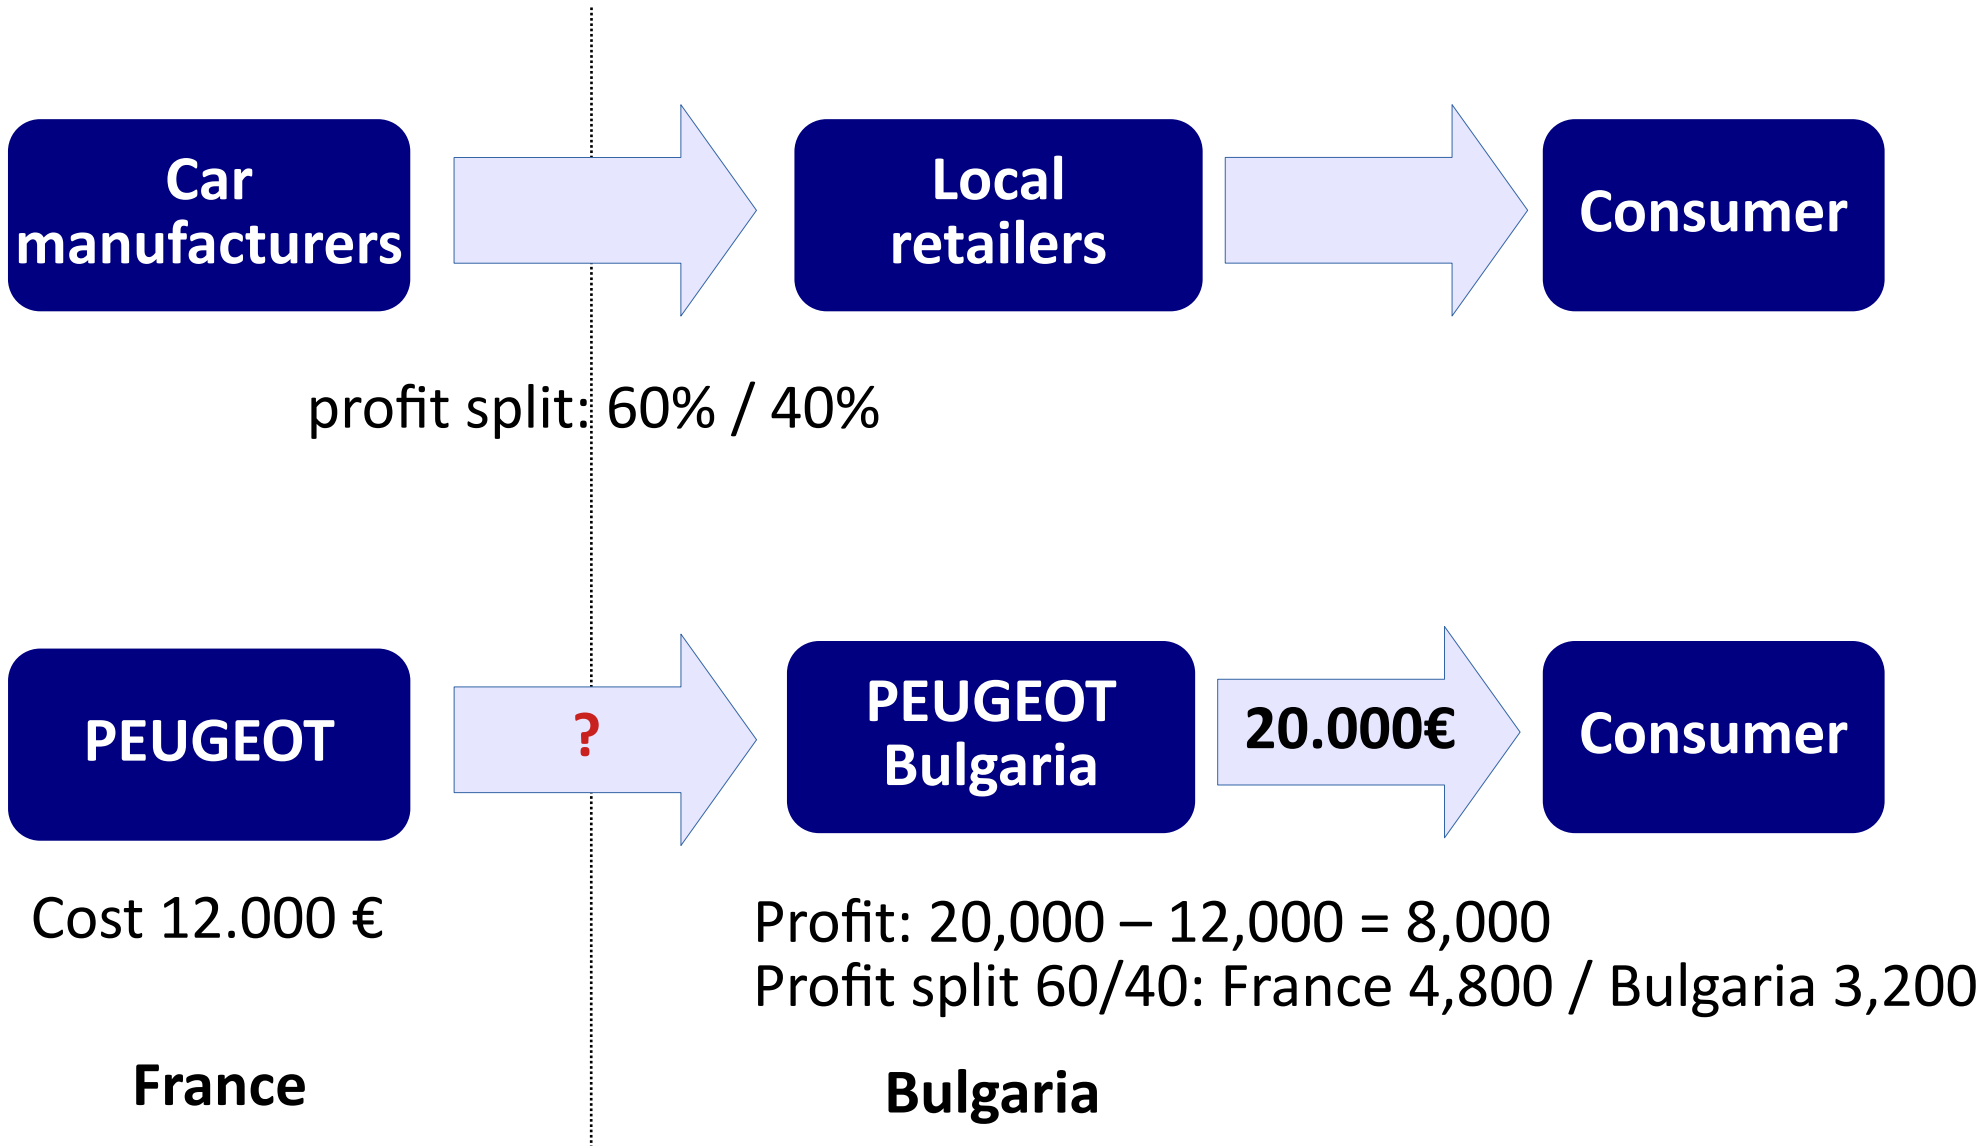 Car
manufacturers
Local
retailers
Consumer
profit split: 60% / 40%
PEUGEOT
?
PEUGEOT
Bulgaria
20.000€
Consumer
Cost 12.000 €
Profit: 20,000 – 12,000 = 8,000
Profit split 60/40: France 4,800 / Bulgaria 3,200
France
Bulgaria